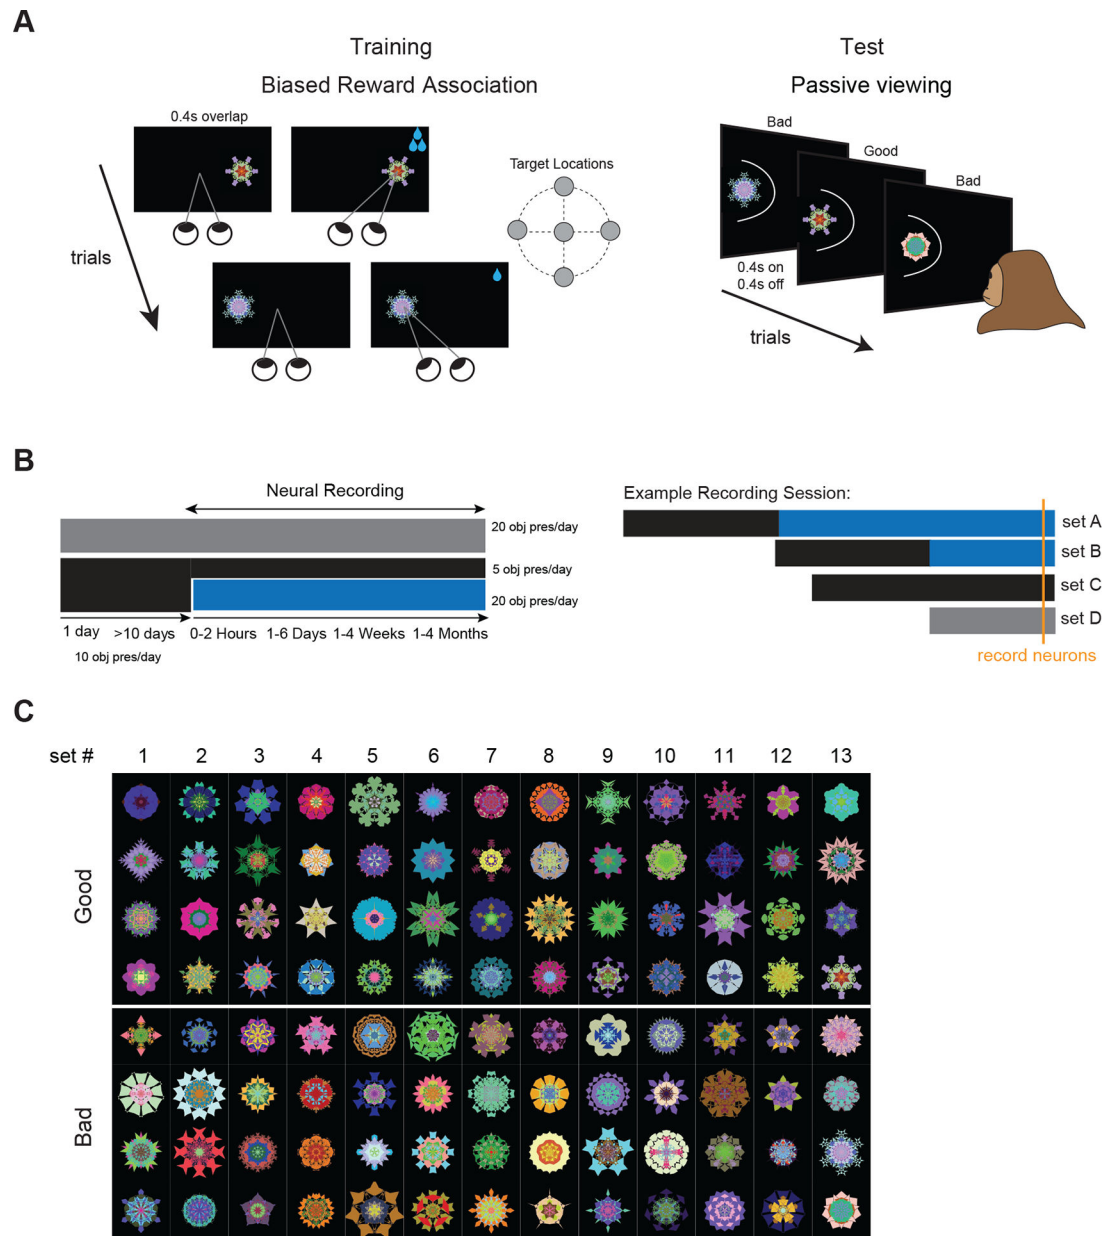 A
Training
Biased Reward Association
0.4s overlap
trials
Target Locations
Test
Passive viewing
Bad
Good
Bad
0.4s on
0.4s off
trials
B
Neural Recording
20 obj pres/day
5 obj pres/day
20 obj pres/day
1 day >10 days 0-2 Hours 1-6 Days 1-4 Weeks 1-4 Months
10 obj pres/day
Example Recording Session:
set A
set B
set C
set D
record neurons
C
set # 1 2 3 4 5 6 7 8 9 10 11 12 13
Good
Bad